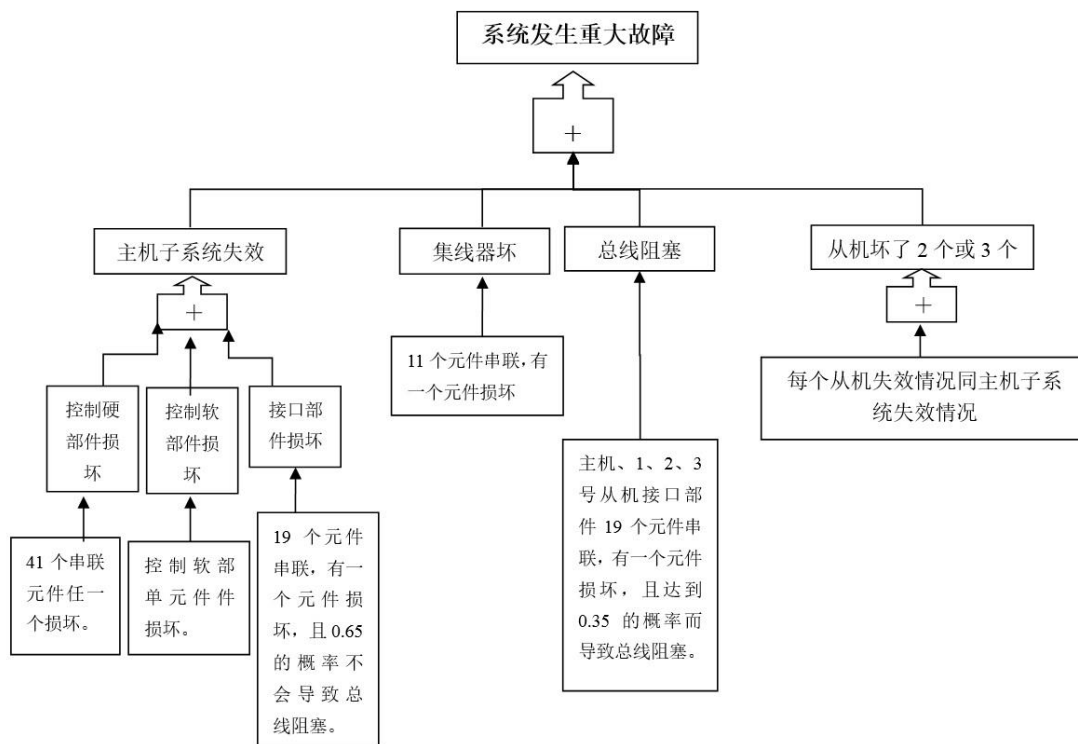 系统发生重大故障
+
主机子系统失效
集线器坏
总线阻塞
从机坏了 2 个或 3 个
+
+
11 个元件串联，有
一个元件损坏
每个从机失效情况同主机子系
统失效情况
控制硬
部件损
坏
控制软
部件损
坏
接口部
件损坏
41 个串联
元件任一
个损坏。
控制软部
单元件件
损坏。
19 个元件
串联，有一
个元件损
坏，且0.65
的概率不
会导致总
线阻塞。
主机、1、2、3
号从机接口部
件 19 个元件串
联，有一个元件
损坏，且达到
0.35 的概率而
导致总线阻塞。